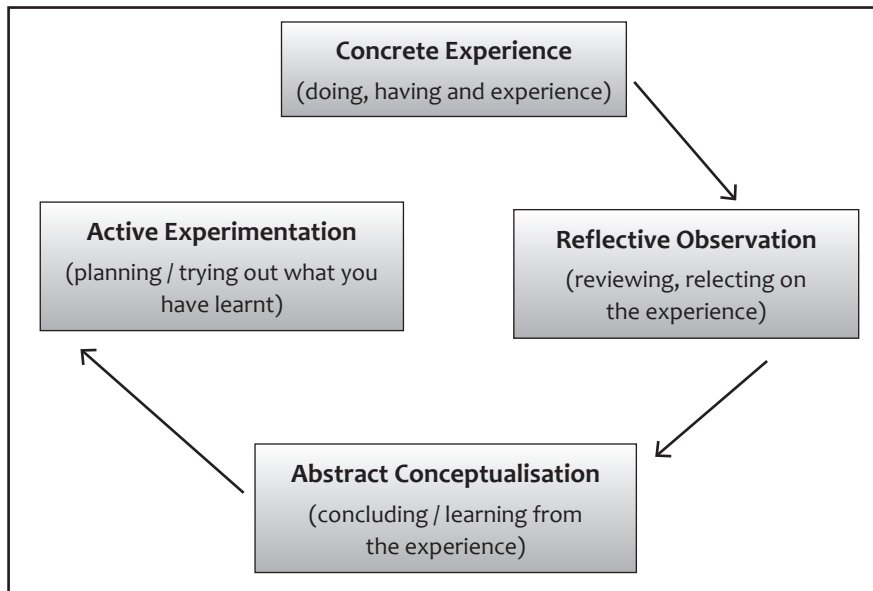 Concrete Experience
(doing, having and experience)
Active Experimentation
(planning / trying out what you
have learnt)
Reflective Observation
(reviewing, relecting on
the experience)
Abstract Conceptualisation
(concluding / learning from
the experience)